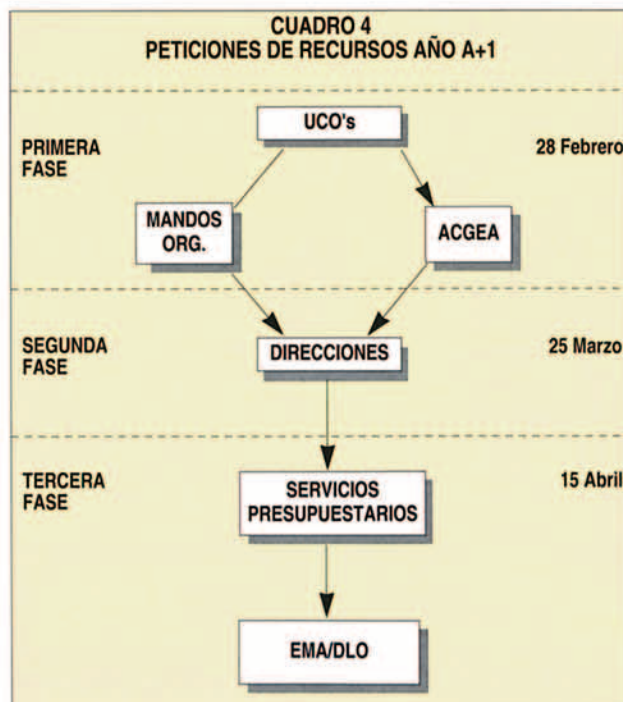 CUADRO 4
PETICIONES DE RECURSOS AÑO A+1
UCO's
PRIMERA
FASE
28 Febrero
MANDOS
ORG.
ACGEA
SEGUNDA
FASE
DIRECCIONES
25 Marzo
TERCERA
FASE
SERVICIOS
PRESUPUESTARIOS
15 Abril
EMA/DLO